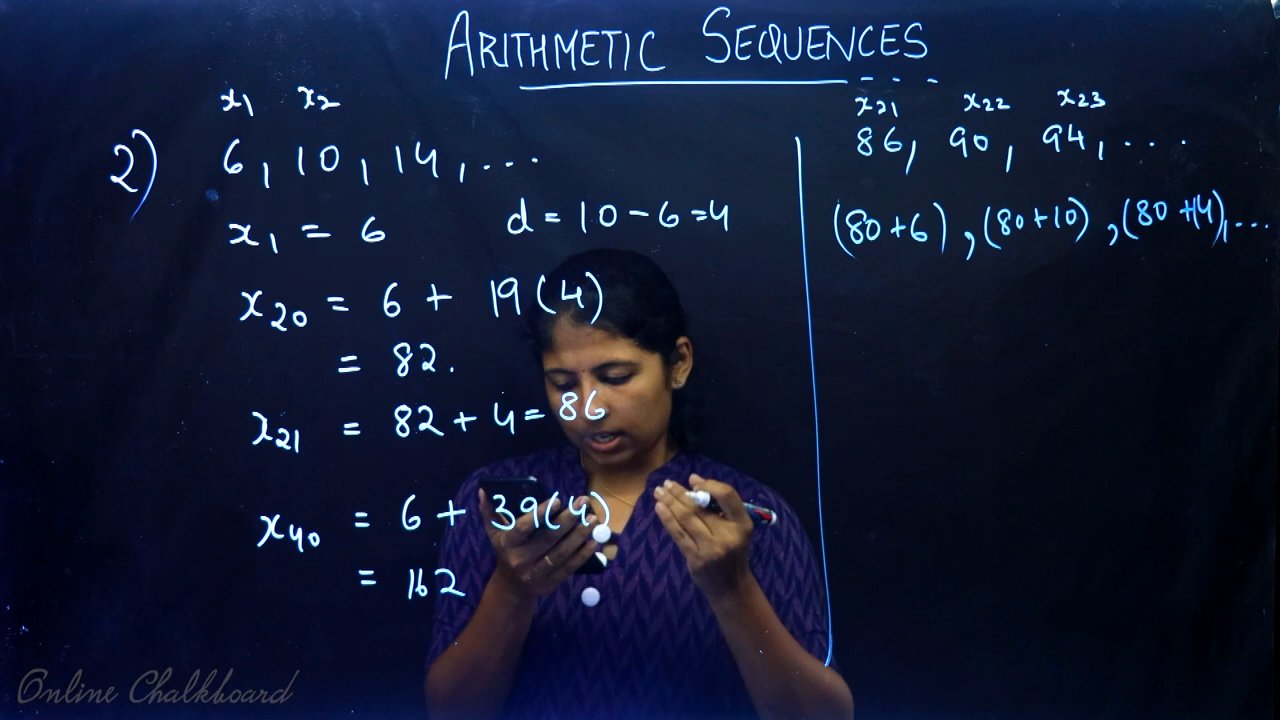 ARITHMETIC SEQUENCES
x₁ x₂
2) 6, 10, 14, ...
x₁ = 6 d = 10 - 6 = 4
x₂₀ = 6 + 19(4)
= 82.
x₂₁ = 82 + 4 = 86
x₄₀ = 6 + 39(4)
= 162
x₂₁ x₂₂ x₂₃
86, 90, 94, ...
(80+6), (80+10), (80+14), ...
Online Chalkboard